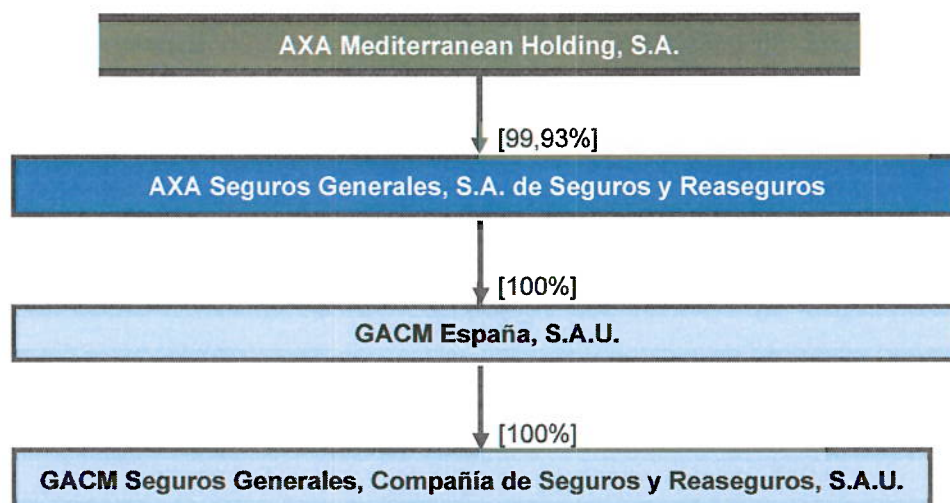 AXA Mediterranean Holding, S.A.
[99,93%]
AXA Seguros Generales, S.A. de Seguros y Reaseguros
[100%]
GACM España, S.A.U.
[100%]
GACM Seguros Generales, Compañía de Seguros y Reaseguros, S.A.U.